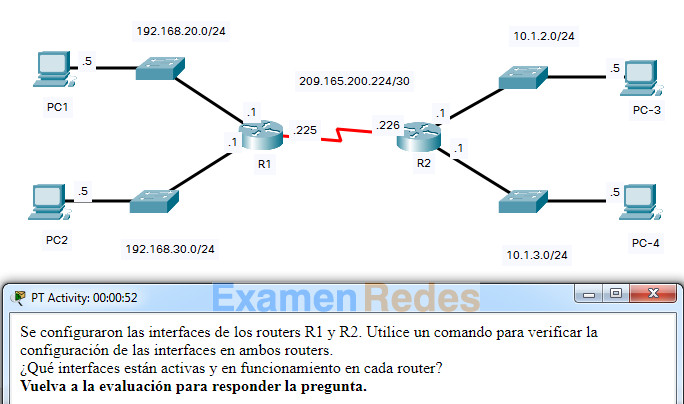 192.168.20.0/24
10.1.2.0/24
.5
.5
PC1
209.165.200.224/30
PC-3
.1
.1
.225
.226
.1
R1
R2
.1
.5
.5
PC2
PC-4
192.168.30.0/24
10.1.3.0/24
PT Activity: 00:00:52
Examen Redes
Se configuraron las interfaces de los routers R1 y R2. Utilice un comando para verificar la
configuración de las interfaces en ambos routers.
¿Qué interfaces están activas y en funcionamiento en cada router?
Vuelva a la evaluación para responder la pregunta.